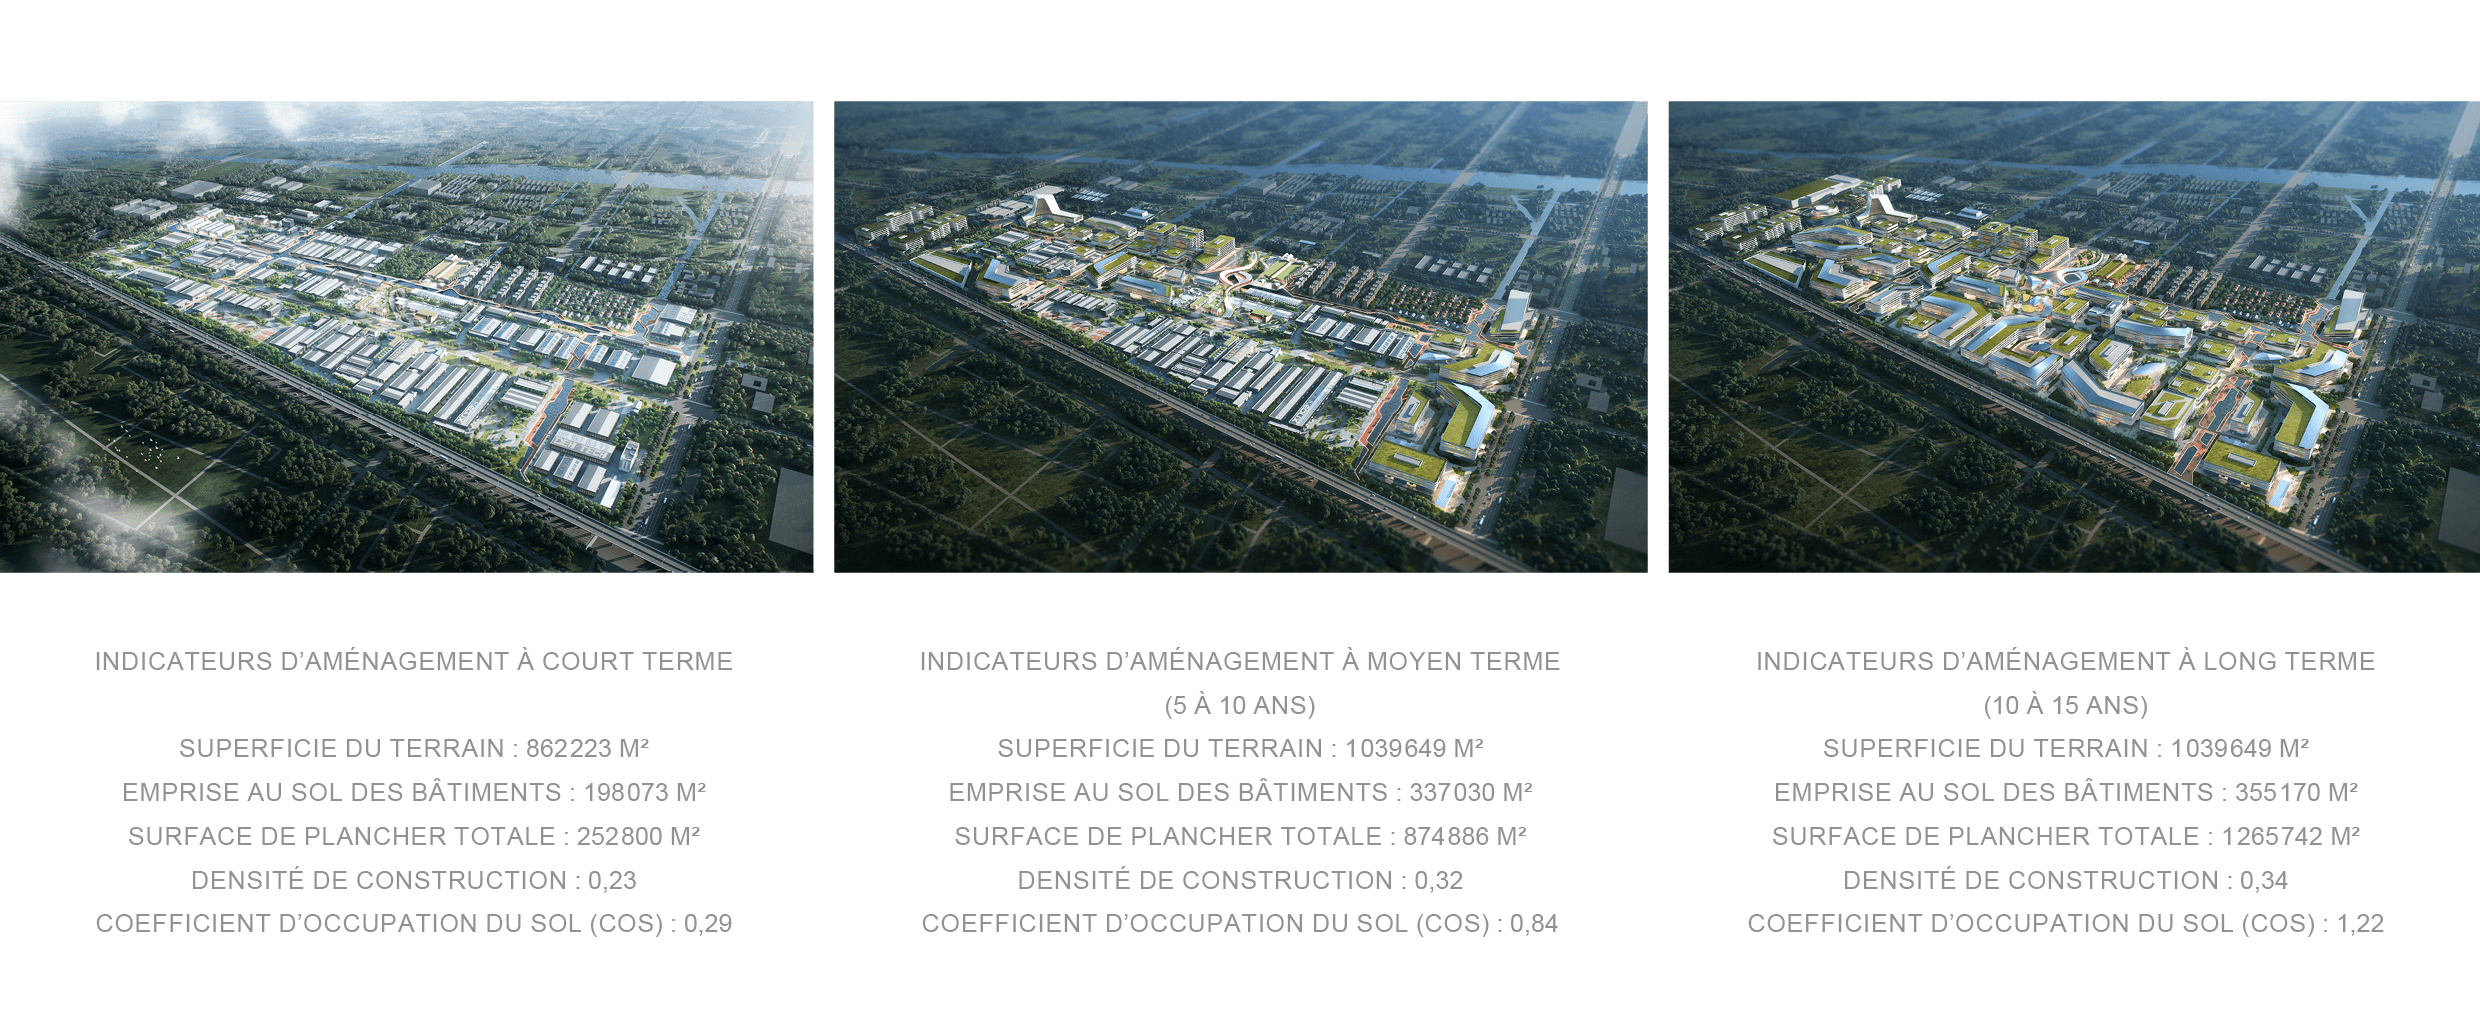 INDICATEURS D’AMÉNAGEMENT À COURT TERME
SUPERFICIE DU TERRAIN : 862223 M²
EMPRISE AU SOL DES BÂTIMENTS : 198073 M²
SURFACE DE PLANCHER TOTALE : 252800 M²
DENSITÉ DE CONSTRUCTION : 0,23
COEFFICIENT D’OCCUPATION DU SOL (COS) : 0,29
INDICATEURS D’AMÉNAGEMENT À MOYEN TERME
(5 À 10 ANS)
SUPERFICIE DU TERRAIN : 1039649 M²
EMPRISE AU SOL DES BÂTIMENTS : 337030 M²
SURFACE DE PLANCHER TOTALE : 874886 M²
DENSITÉ DE CONSTRUCTION : 0,32
COEFFICIENT D’OCCUPATION DU SOL (COS) : 0,84
INDICATEURS D’AMÉNAGEMENT À LONG TERME
(10 À 15 ANS)
SUPERFICIE DU TERRAIN : 1039649 M²
EMPRISE AU SOL DES BÂTIMENTS : 355170 M²
SURFACE DE PLANCHER TOTALE : 1265742 M²
DENSITÉ DE CONSTRUCTION : 0,34
COEFFICIENT D’OCCUPATION DU SOL (COS) : 1,22